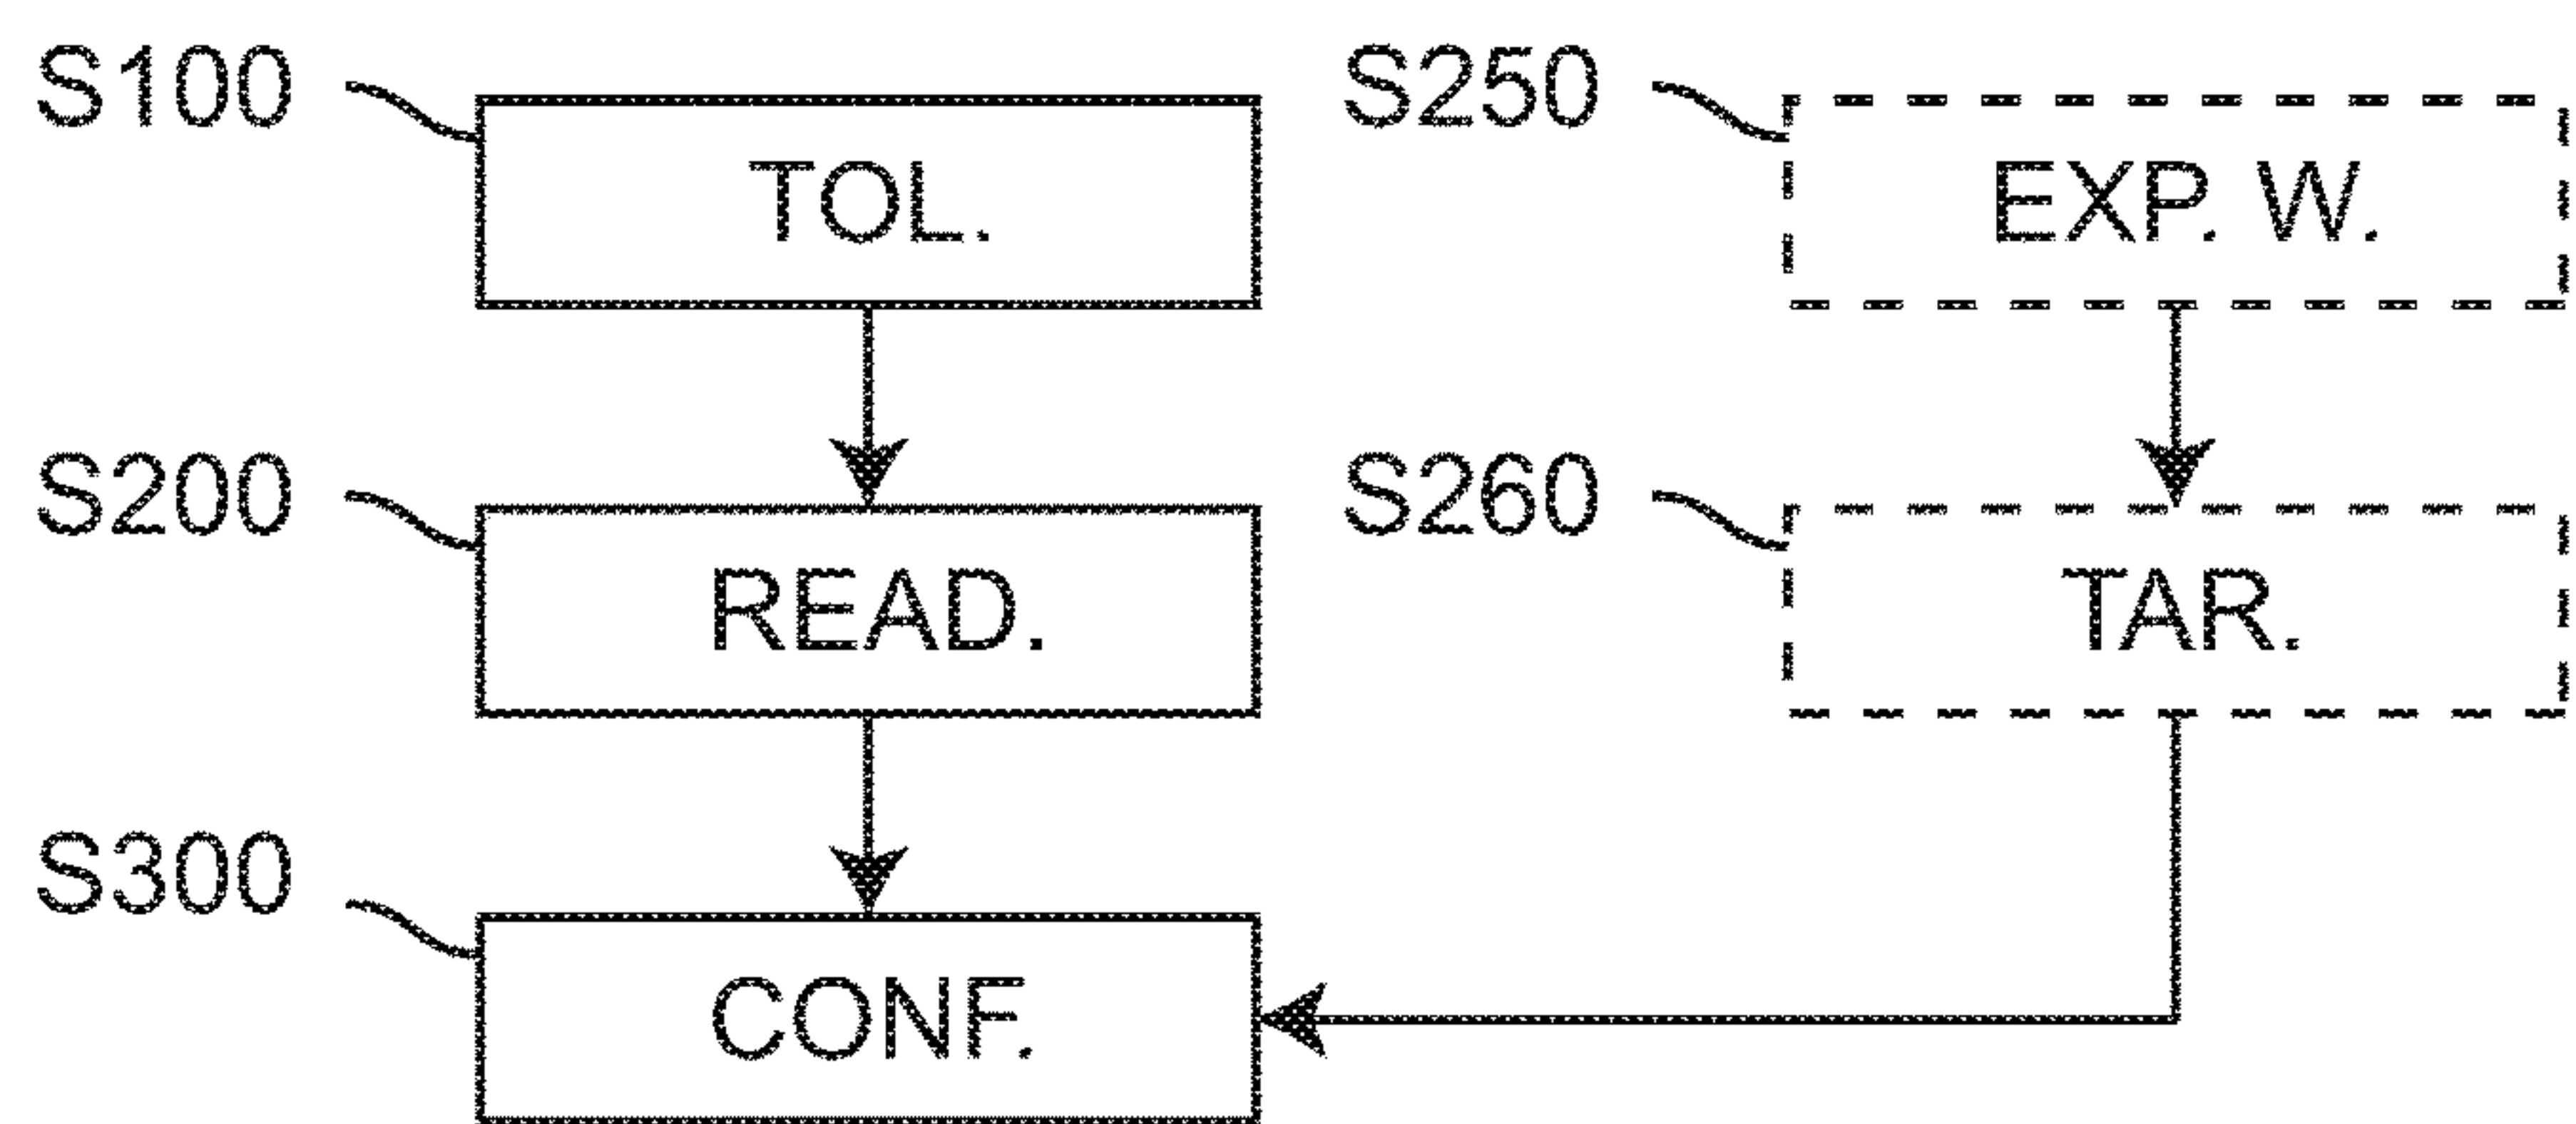 S100
TOL.
S250
EXP. W.
S200
READ.
S260
TAR.
S300
CONF.